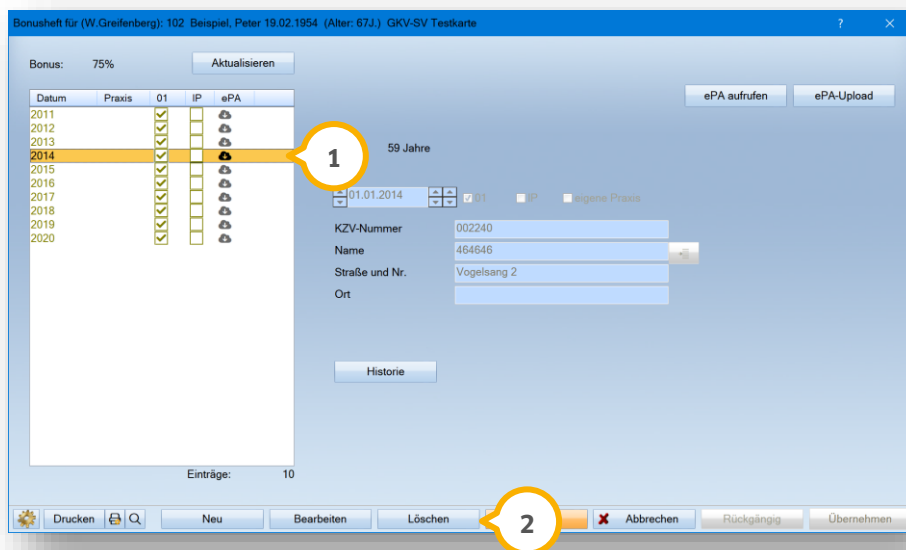 Bonusheft für (W.Greifenberg): 102 Beispiel, Peter 19.02.1954 (Alter: 67J.) GKV-SV Testkarte ? ×
Bonus: 75% Aktualisieren
ePA aufrufen ePA-Upload
Datum Praxis 01 IP ePA
2011
2012
2013
2014
2015
2016
2017
2018
2019
2020
1
59 Jahre
01.01.2014 01 IP eigene Praxis
KZV-Nummer 002240
Name 464646
Straße und Nr. Vogelsang 2
Ort
Historie
Einträge: 10
Drucken Neu Bearbeiten Löschen 2 Abbrechen Rückgängig Übernehmen